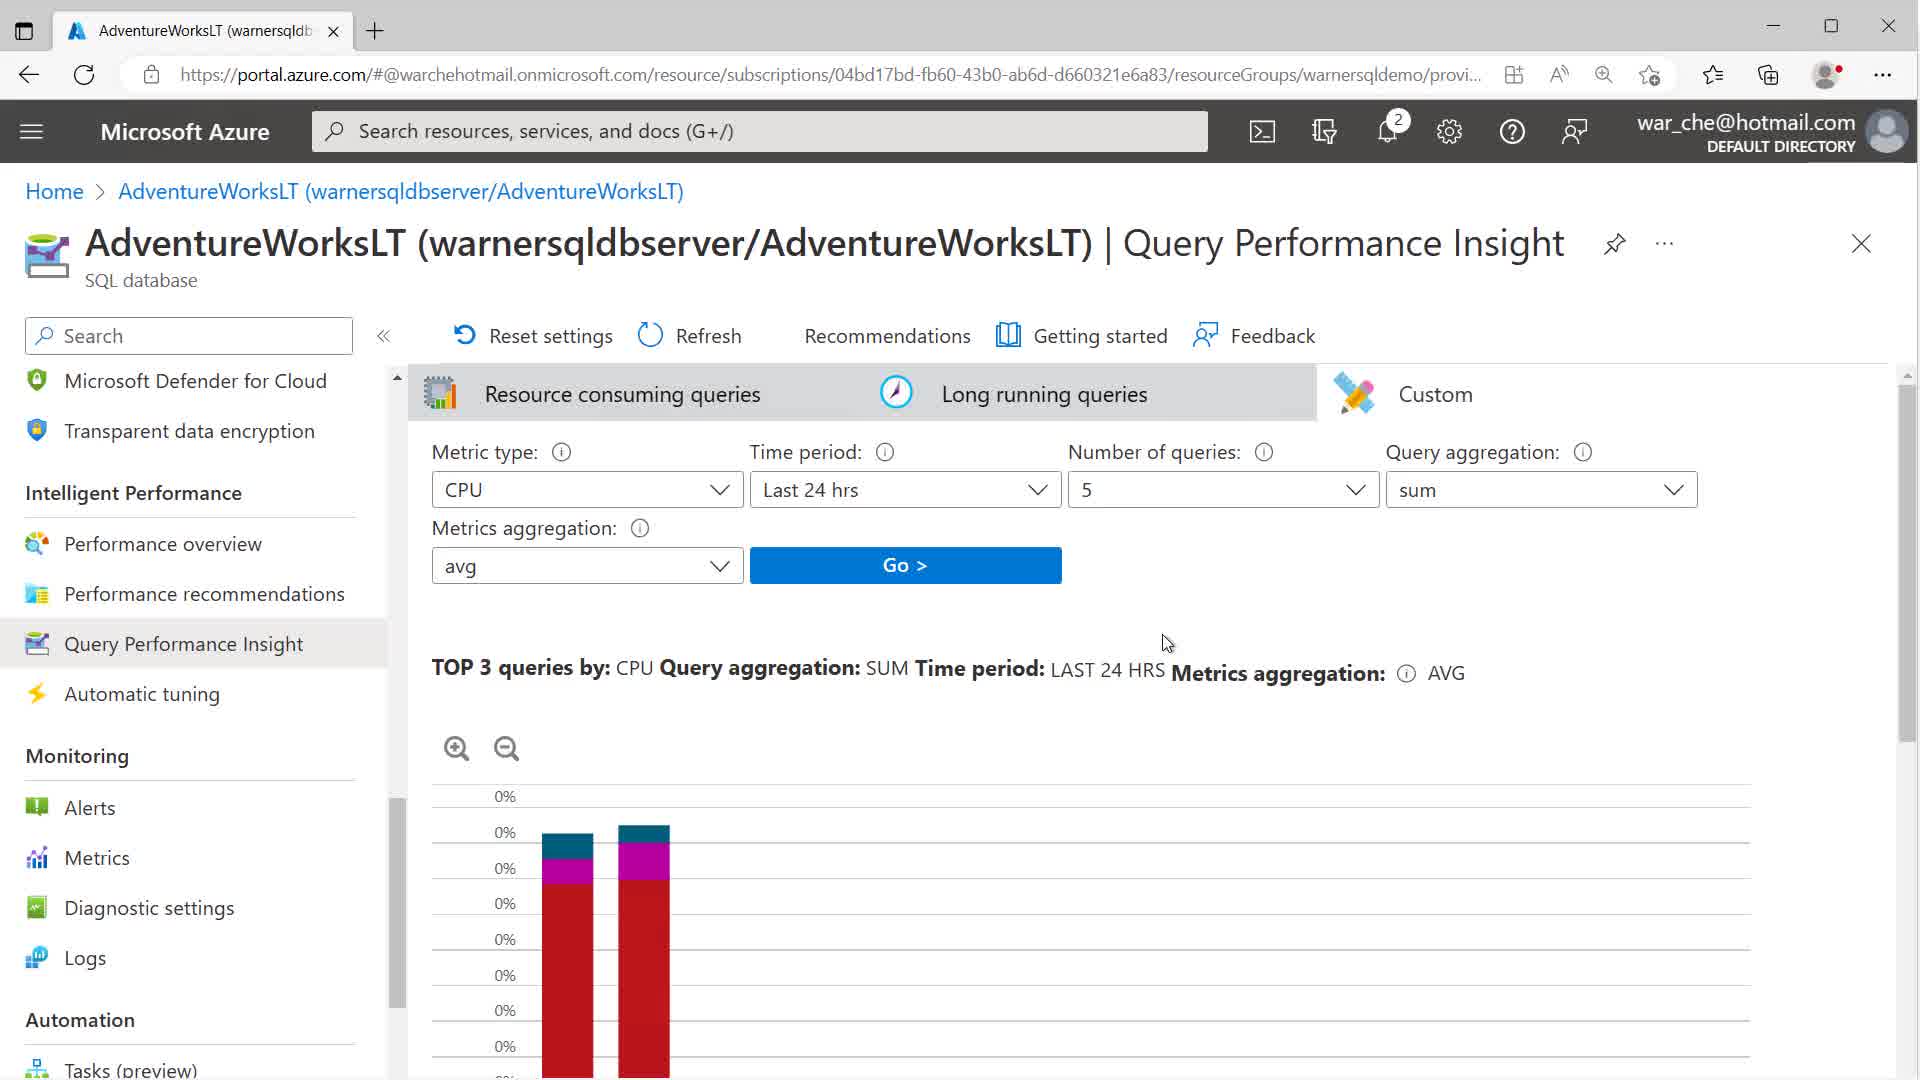 AdventureWorksLT (warnersqldb
https://portal.azure.com/#@warchehotmail.onmicrosoft.com/resource/subscriptions/04bd17bd-fb60-43b0-ab6d-d660321e6a83/resourceGroups/warnersqldemo/provi...
Microsoft Azure
Search resources, services, and docs (G+/)
2
war_che@hotmail.com
DEFAULT DIRECTORY
Home > AdventureWorksLT (warnersqldbserver/AdventureWorksLT)
AdventureWorksLT (warnersqldbserver/AdventureWorksLT) | Query Performance Insight
SQL database
Search
Reset settings Refresh Recommendations Getting started Feedback
Microsoft Defender for Cloud
Transparent data encryption
Intelligent Performance
Performance overview
Performance recommendations
Query Performance Insight
Automatic tuning
Monitoring
Alerts
Metrics
Diagnostic settings
Logs
Automation
Tasks (preview)
Resource consuming queries Long running queries Custom
Metric type: Time period: Number of queries: Query aggregation:
CPU Last 24 hrs 5 sum
Metrics aggregation:
avg Go >
TOP 3 queries by: CPU Query aggregation: SUM Time period: LAST 24 HRS Metrics aggregation: AVG
0%
0%
0%
0%
0%
0%
0%
0%